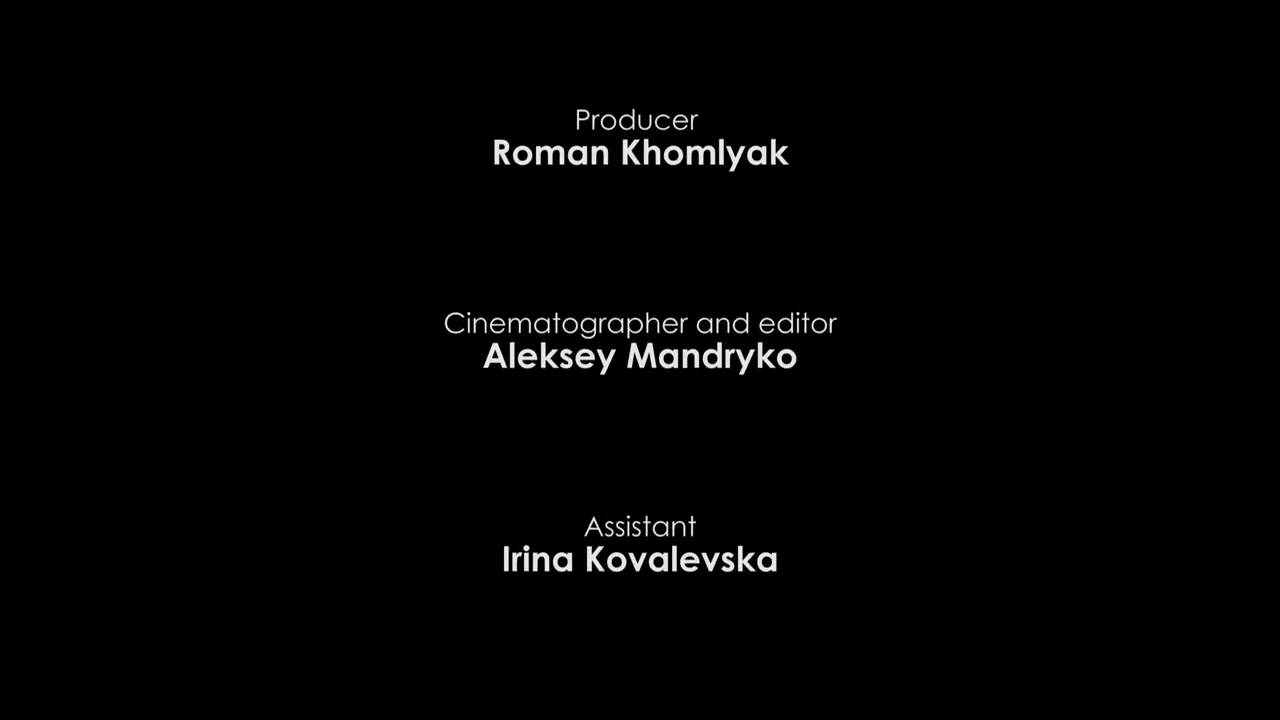 Producer
Roman Khomlyak
Cinematographer and editor
Aleksey Mandryko
Assistant
Irina Kovalevska